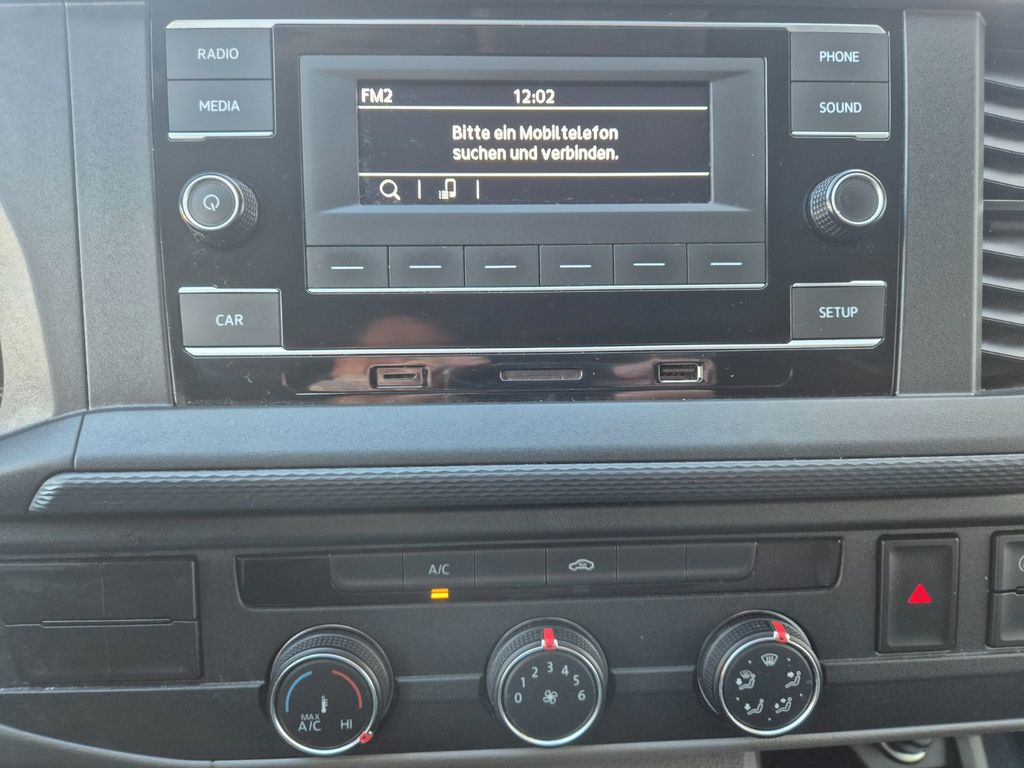 RADIO
PHONE
MEDIA
SOUND
FM2 12:02
Bitte ein Mobiltelefon
suchen und verbinden.
CAR
SETUP
A/C
MAX
A/C HI
0 1 2 3 4 5 6